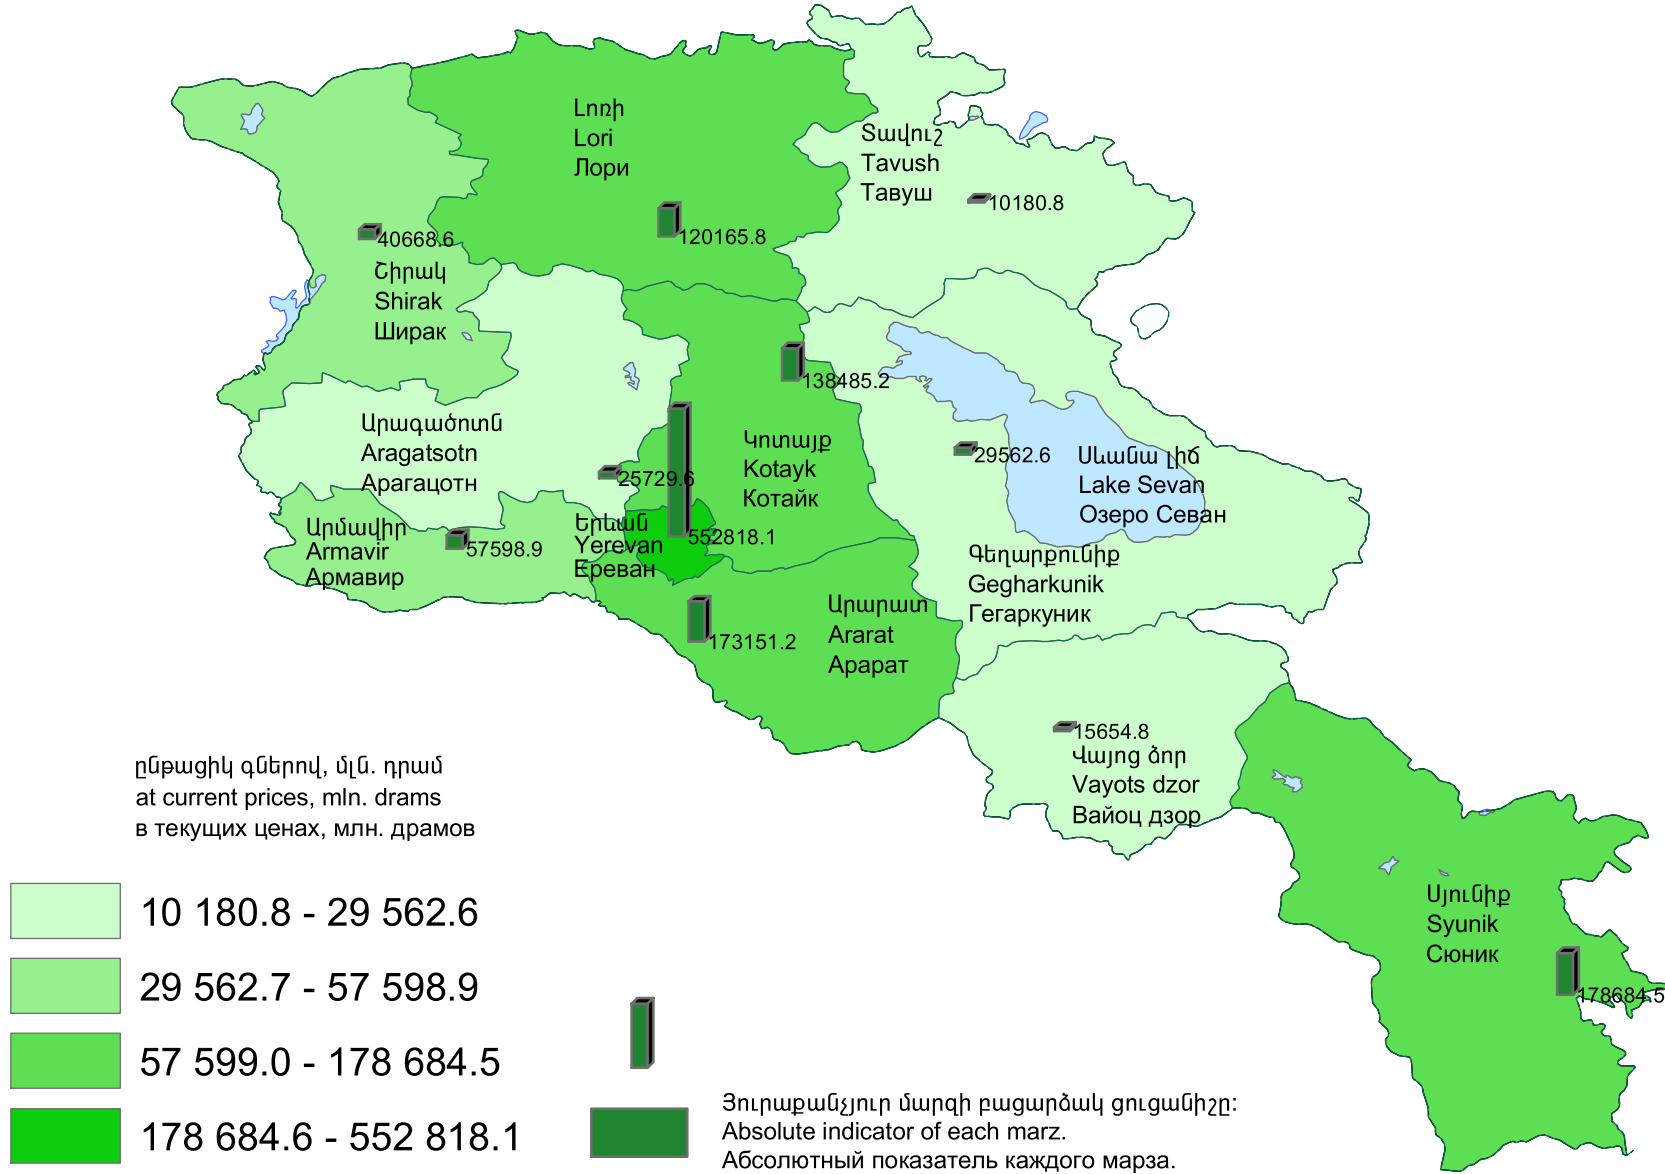 Լոռի
Lori
Лори
120165.8
Տավուշ
Tavush
Тавуш
10180.8
40668.6
Շիրակ
Shirak
Ширак
138485.2
Կոտայք
Kotayk
Котайк
Արագածոտն
Aragatsotn
Арагацотн
25729.6
29562.6
Սևանա լիճ
Lake Sevan
Озеро Севан
Գեղարքունիք
Gegharkunik
Гегаркуник
Արմավիր
Armavir
Армавир
57598.9
Երևան
Yerevan
Ереван
552818.1
173151.2
Արարատ
Ararat
Арарат
15654.8
Վայոց ձոր
Vayots dzor
Вайоц дзор
Սյունիք
Syunik
Сюник
178684.5
ընթացիկ գներով, մլն. դրամ
at current prices, mln. drams
в текущих ценах, млн. драмов
10 180.8 - 29 562.6
29 562.7 - 57 598.9
57 599.0 - 178 684.5
178 684.6 - 552 818.1
Յուրաքանչյուր մարզի բացարձակ ցուցանիշը:
Absolute indicator of each marz.
Абсолютный показатель каждого марза.